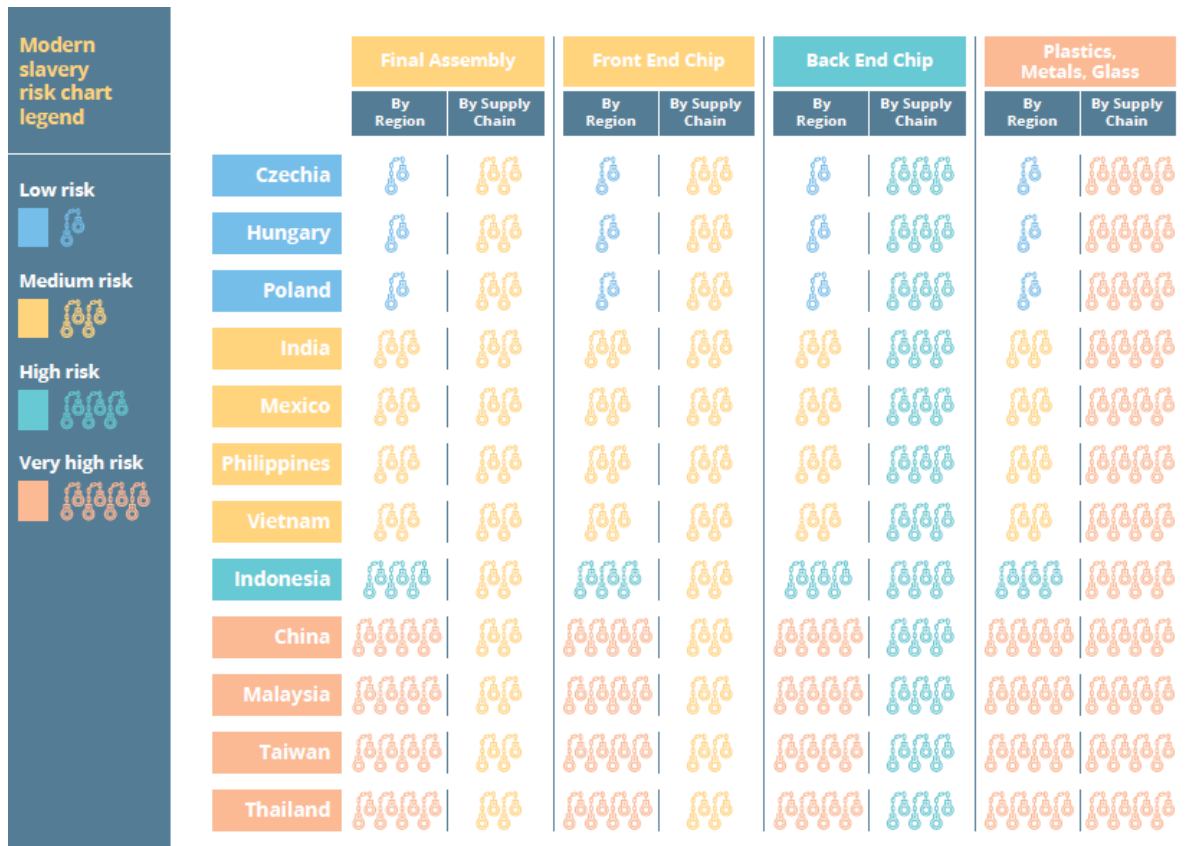 Modern
slavery
risk chart
legend
Low risk
Medium risk
High risk
Very high risk
Final Assembly
Front End Chip
Back End Chip
Plastics,
Metals, Glass
By
Region
By Supply
Chain
By
Region
By Supply
Chain
By
Region
By Supply
Chain
By
Region
By Supply
Chain
Czechia
Hungary
Poland
India
Mexico
Philippines
Vietnam
Indonesia
China
Malaysia
Taiwan
Thailand